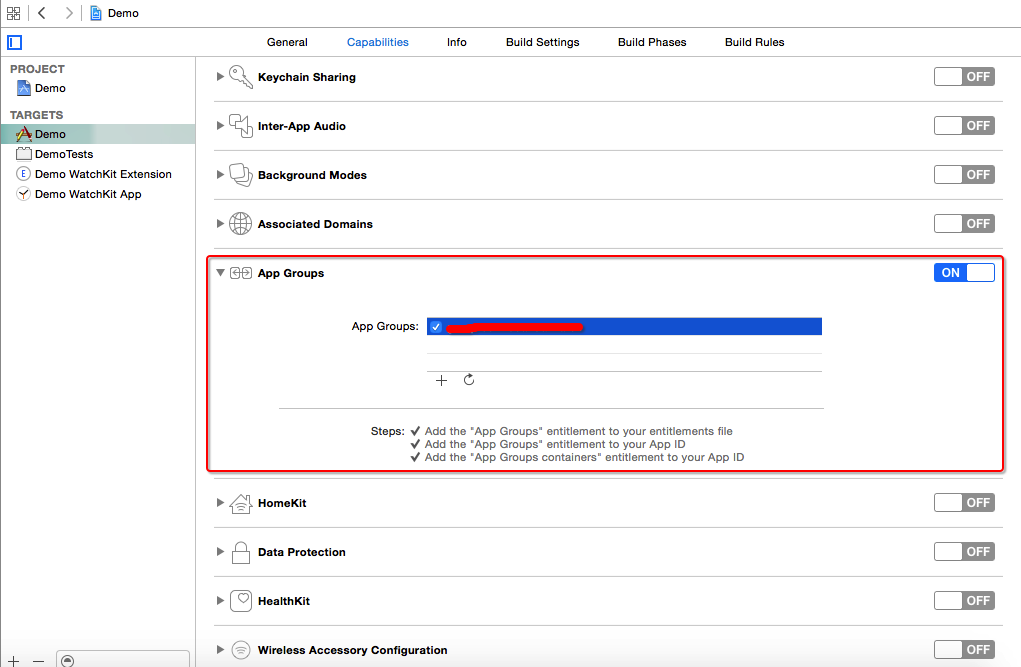 Demo
General Capabilities Info Build Settings Build Phases Build Rules
PROJECT
Demo
TARGETS
Demo
DemoTests
E Demo WatchKit Extension
Demo WatchKit App
Keychain Sharing OFF
Inter-App Audio OFF
Background Modes OFF
Associated Domains OFF
App Groups ON
App Groups:
Steps: ✔ Add the "App Groups" entitlement to your entitlements file
✔ Add the "App Groups" entitlement to your App ID
✔ Add the "App Groups containers" entitlement to your App ID
HomeKit OFF
Data Protection OFF
HealthKit OFF
Wireless Accessory Configuration OFF